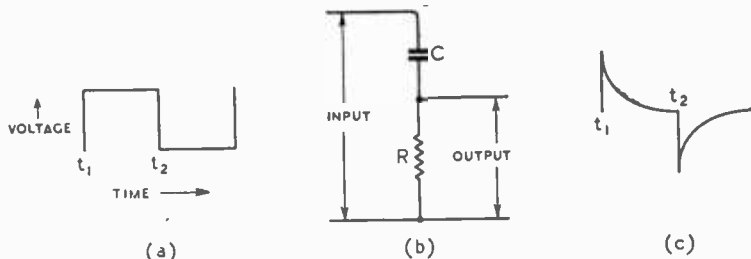 VOLTAGE
t1
t2
TIME
(a)
INPUT
C
R
OUTPUT
(b)
t1
t2
(c)